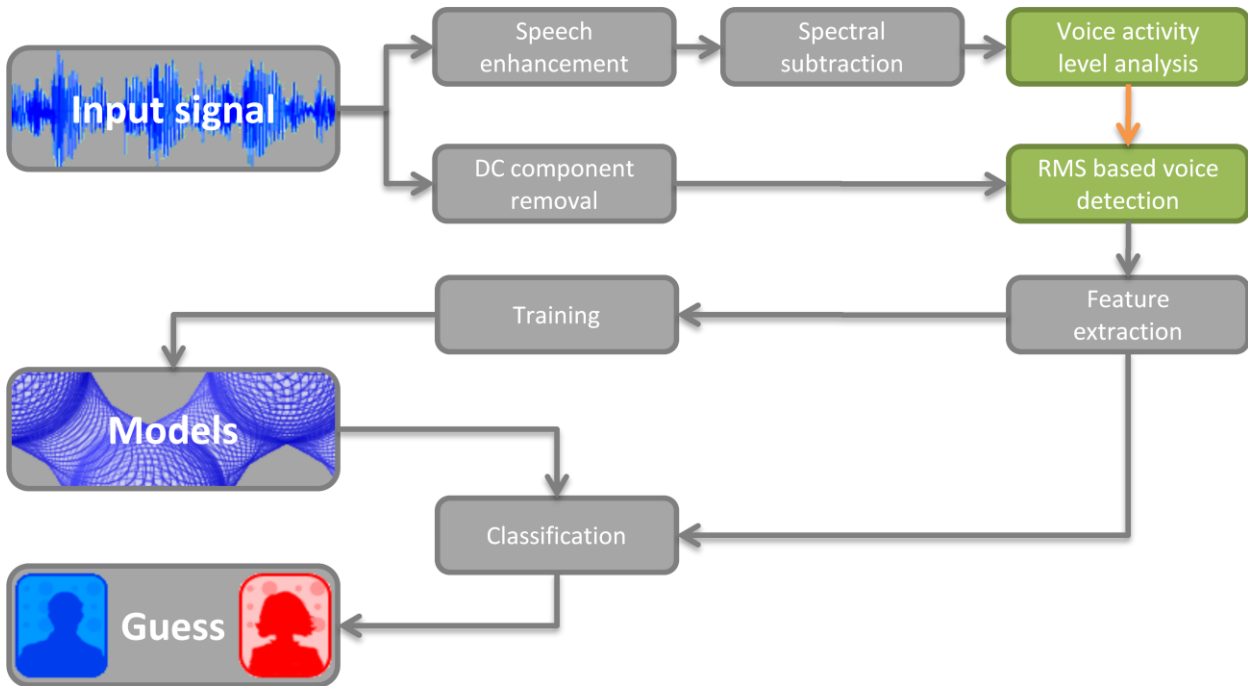 Input signal
Speech
enhancement
Spectral
subtraction
Voice activity
level analysis
DC component
removal
RMS based voice
detection
Training
Feature
extraction
Models
Classification
Guess